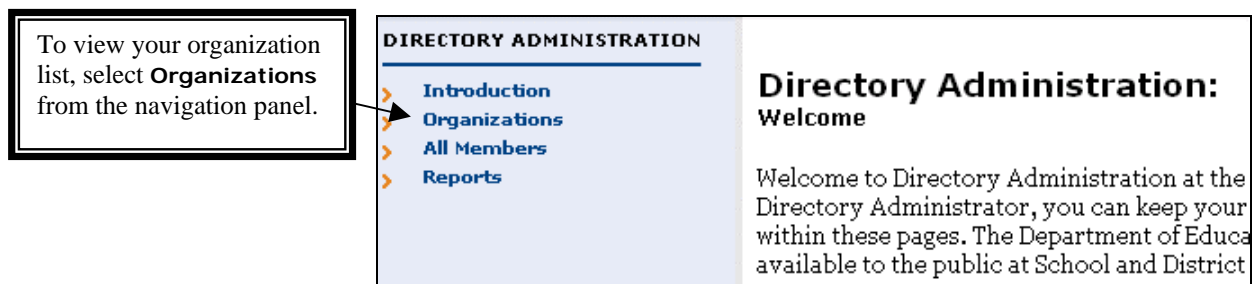 To view your organization
list, select Organizations
from the navigation panel.
DIRECTORY ADMINISTRATION
Introduction
Organizations
All Members
Reports
Directory Administration:
Welcome
Welcome to Directory Administration at the
Directory Administrator, you can keep your
within these pages. The Department of Educa
available to the public at School and District